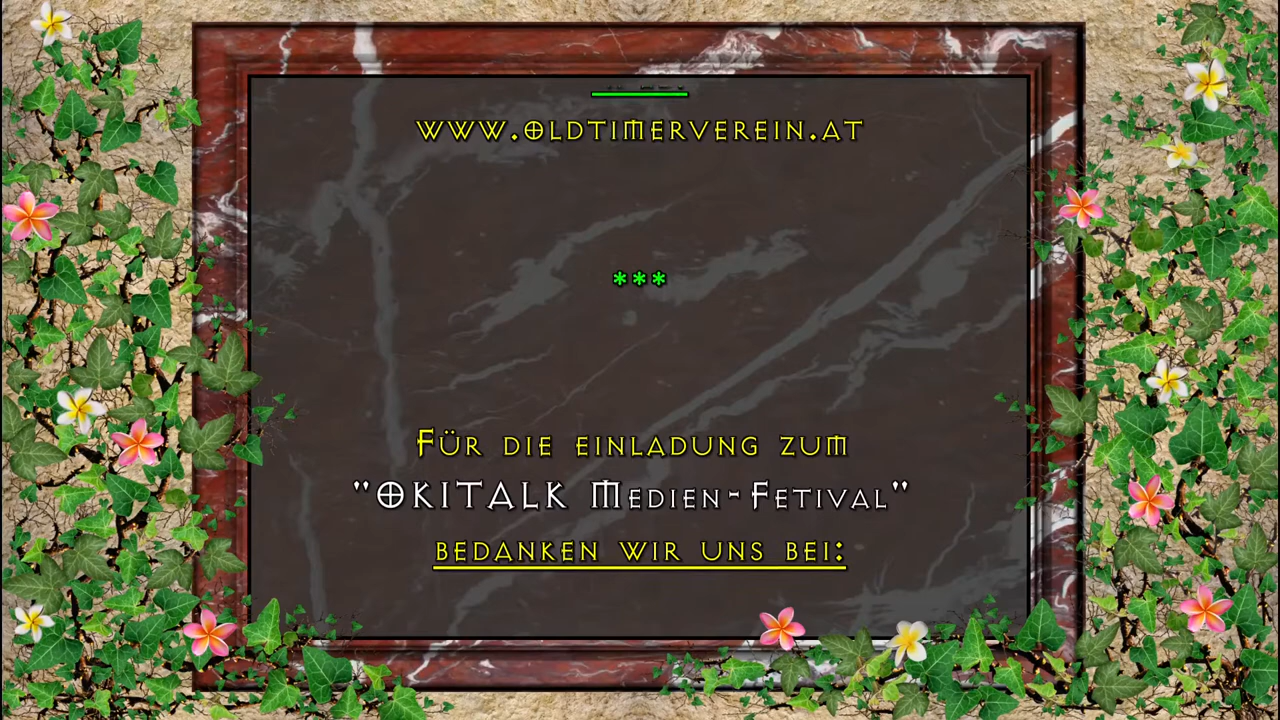 www.oldtimerverein.at
***
Für die einladung zum
"OKITALK Medien-Fetival"
bedanken wir uns bei: